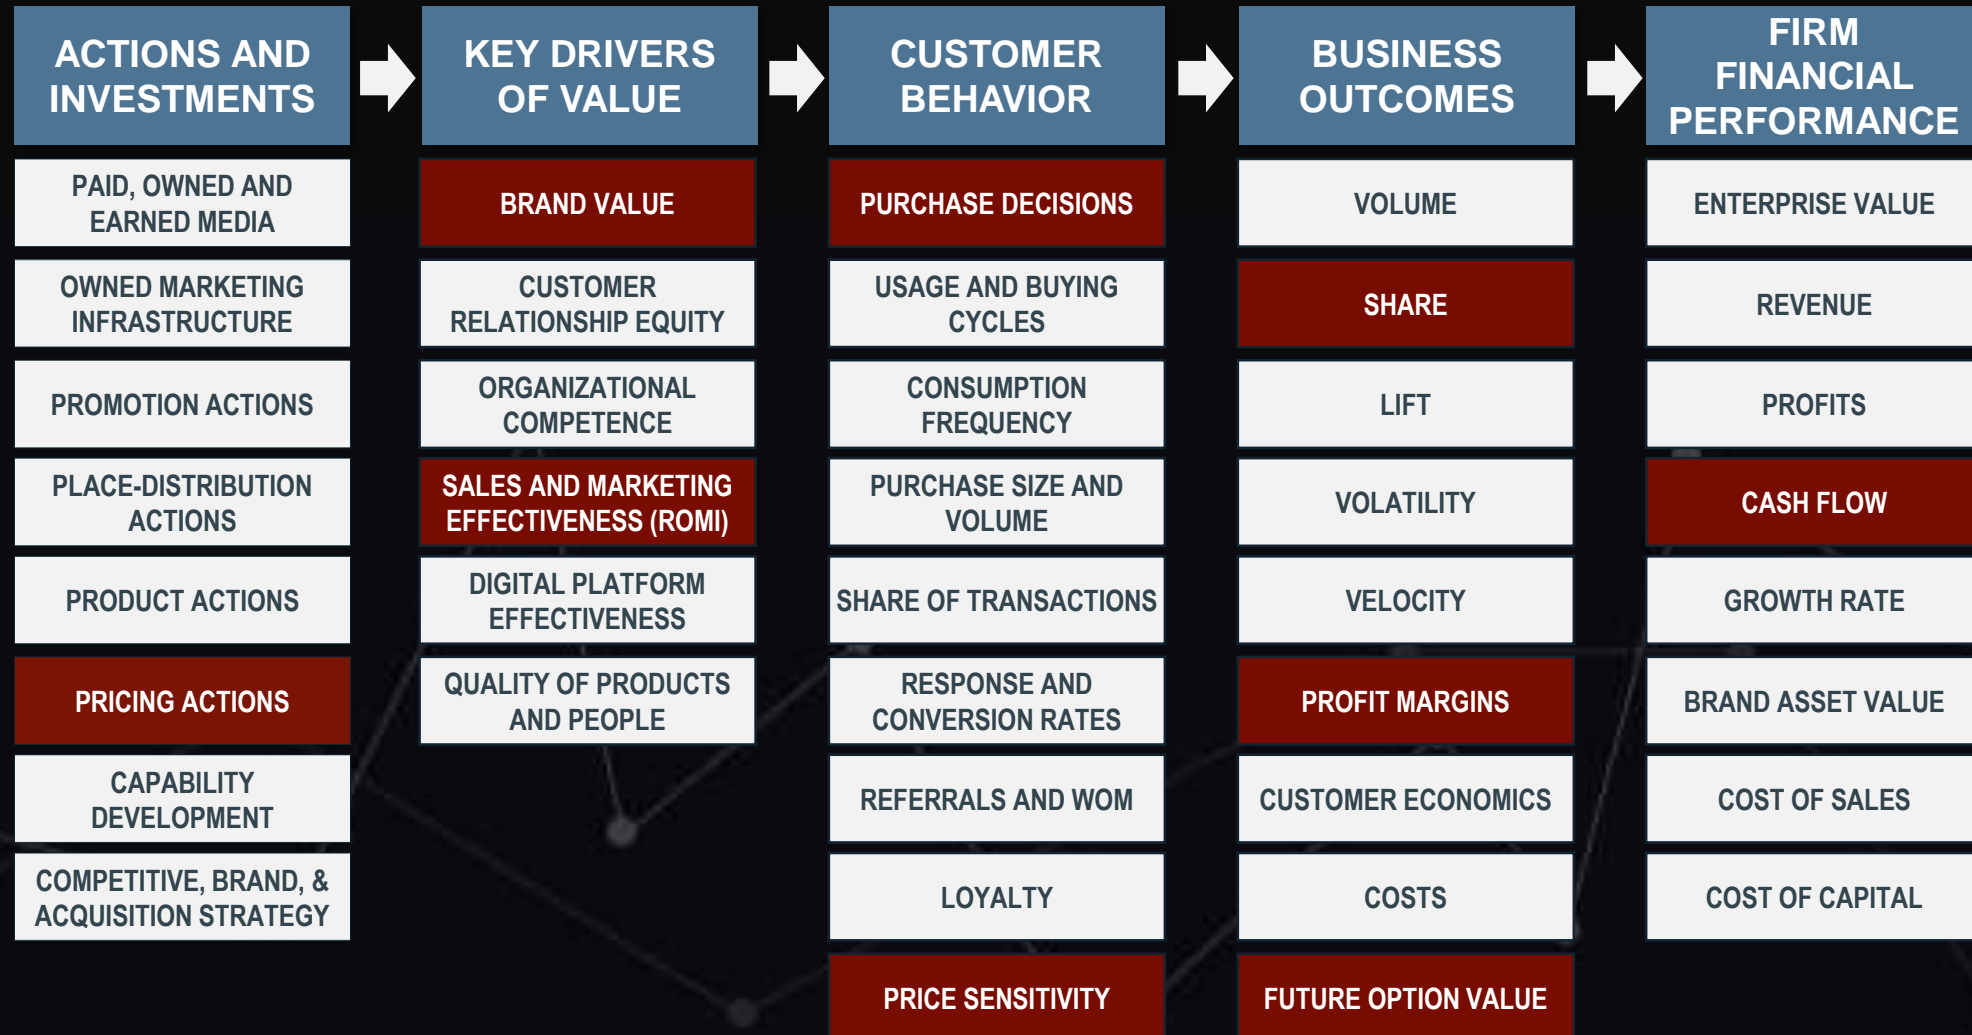 ACTIONS AND
INVESTMENTS
PAID, OWNED AND
EARNED MEDIA
OWNED MARKETING
INFRASTRUCTURE
PROMOTION ACTIONS
PLACE-DISTRIBUTION
ACTIONS
PRODUCT ACTIONS
PRICING ACTIONS
CAPABILITY
DEVELOPMENT
COMPETITIVE, BRAND, &
ACQUISITION STRATEGY
KEY DRIVERS
OF VALUE
BRAND VALUE
CUSTOMER
RELATIONSHIP EQUITY
ORGANIZATIONAL
COMPETENCE
SALES AND MARKETING
EFFECTIVENESS (ROMI)
DIGITAL PLATFORM
EFFECTIVENESS
QUALITY OF PRODUCTS
AND PEOPLE
CUSTOMER
BEHAVIOR
PURCHASE DECISIONS
USAGE AND BUYING
CYCLES
CONSUMPTION
FREQUENCY
PURCHASE SIZE AND
VOLUME
SHARE OF TRANSACTIONS
RESPONSE AND
CONVERSION RATES
REFERRALS AND WOM
LOYALTY
PRICE SENSITIVITY
BUSINESS
OUTCOMES
VOLUME
SHARE
LIFT
VOLATILITY
VELOCITY
PROFIT MARGINS
CUSTOMER ECONOMICS
COSTS
FUTURE OPTION VALUE
FIRM
FINANCIAL
PERFORMANCE
ENTERPRISE VALUE
REVENUE
PROFITS
CASH FLOW
GROWTH RATE
BRAND ASSET VALUE
COST OF SALES
COST OF CAPITAL